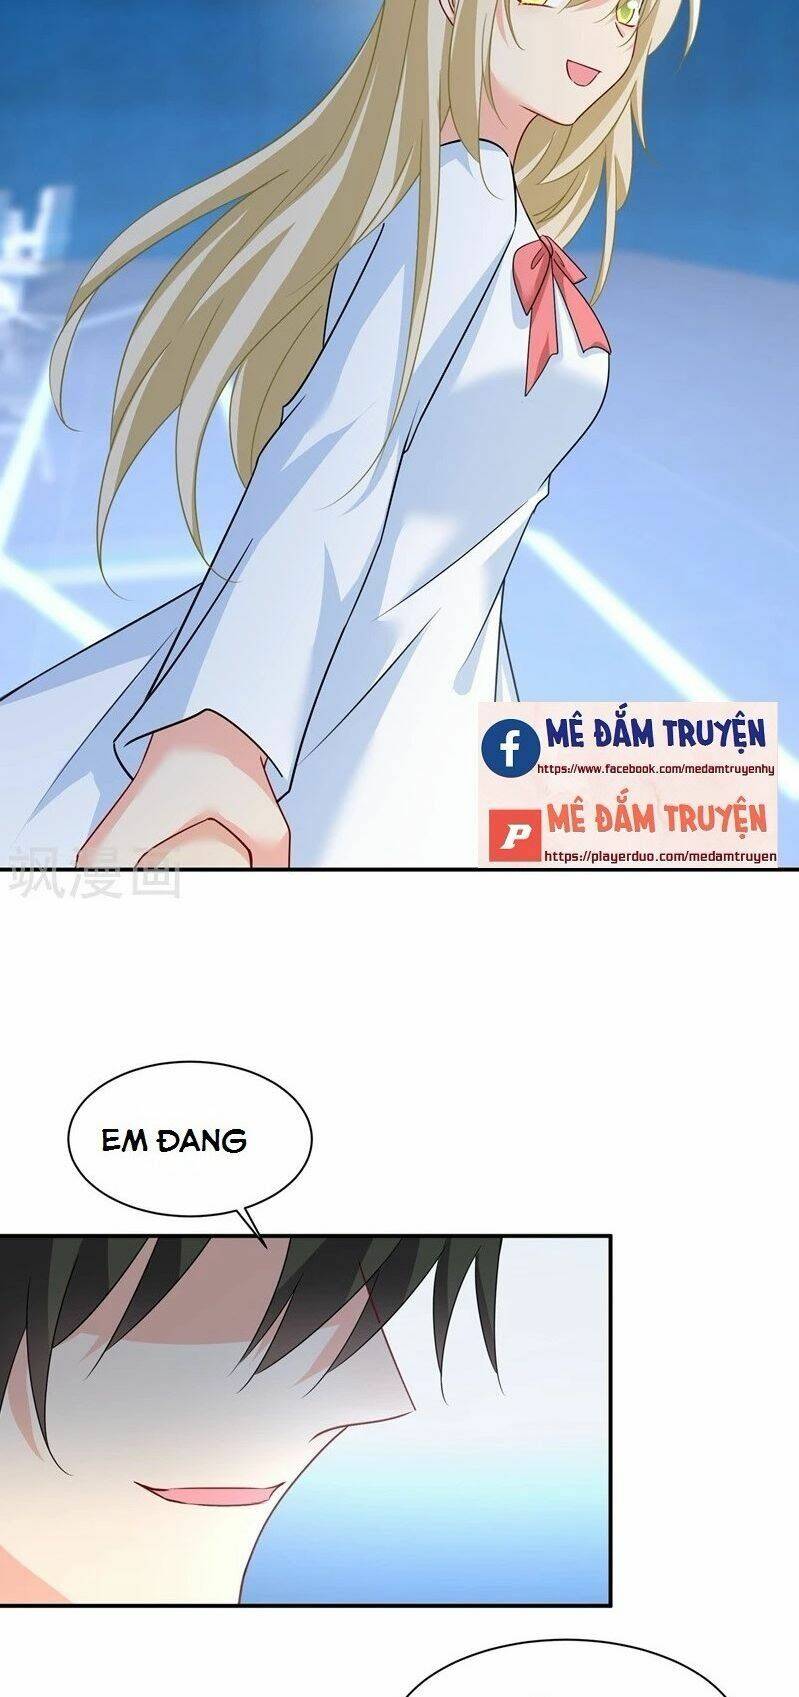 MÊ ĐẮM TRUYỆN
https://www.facebook.com/medamtruyenhy
MÊ ĐẮM TRUYỆN
https://playerduo.com/medamtruyen
飒漫画
EM ĐANG